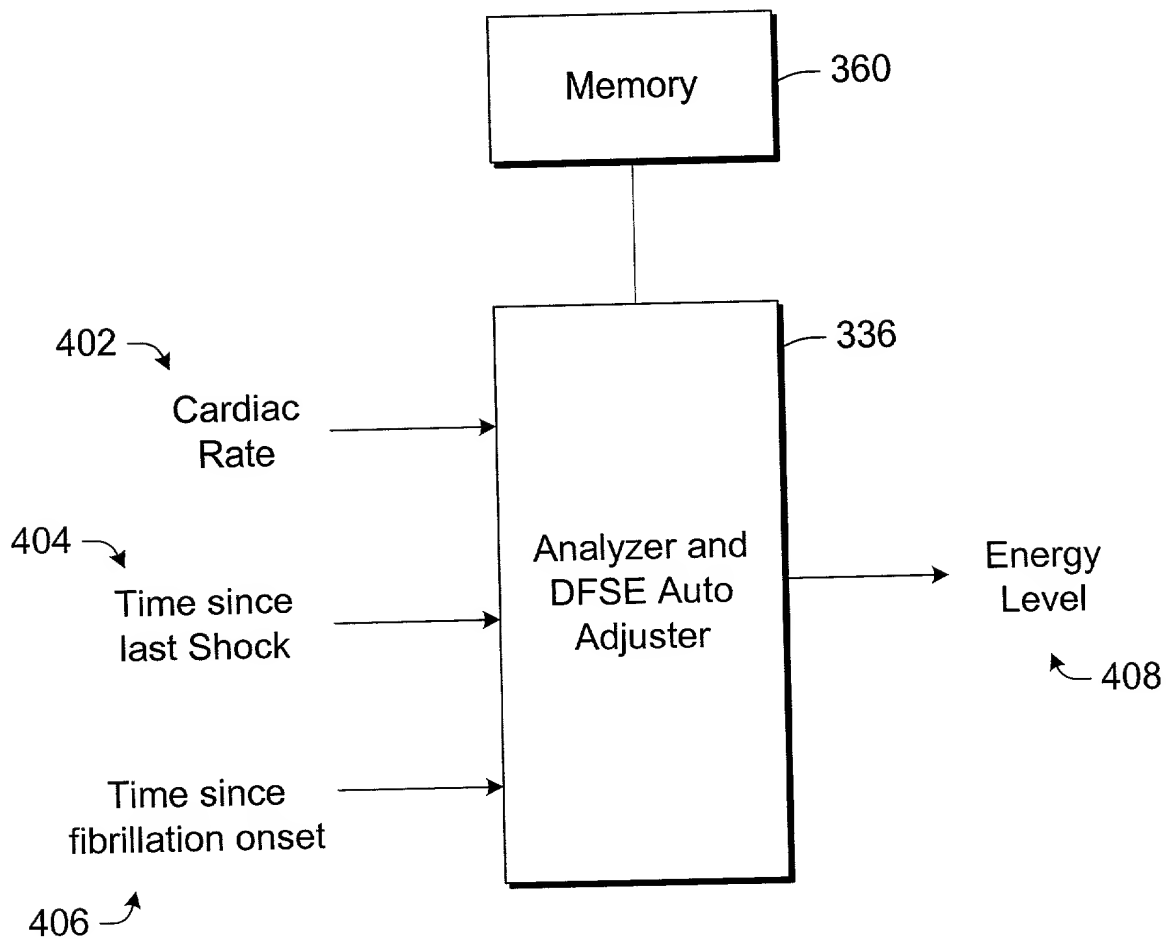 Memory
360
336
402
Cardiac
Rate
404
Time since
last Shock
Analyzer and
DFSE Auto
Adjuster
Energy
Level
408
Time since
fibrillation onset
406